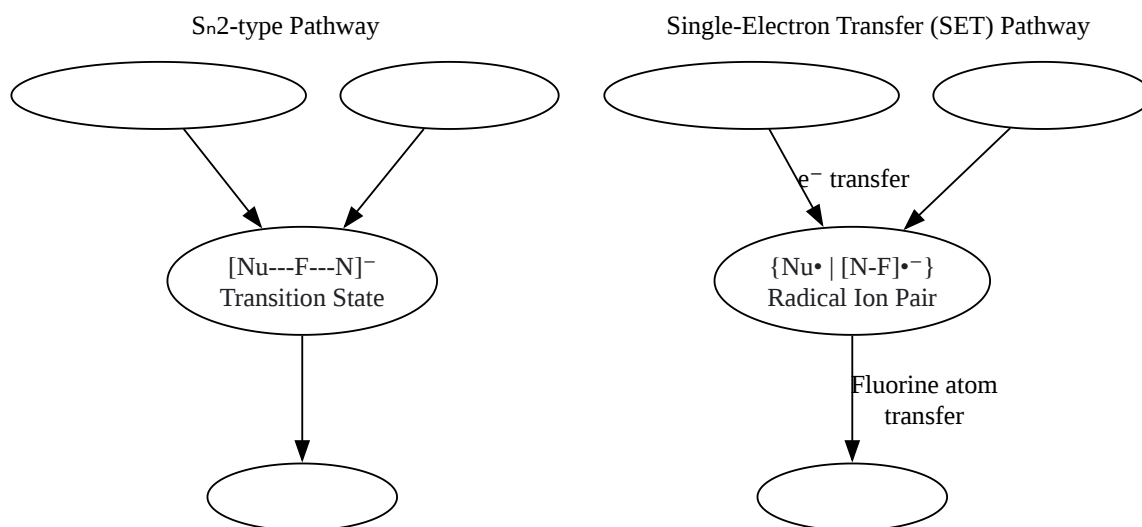 Sₙ2-type Pathway
Single-Electron Transfer (SET) Pathway
e⁻ transfer
[Nu---F---N]⁻
Transition State
{Nu• | [N-F]•⁻}
Radical Ion Pair
Fluorine atom
transfer